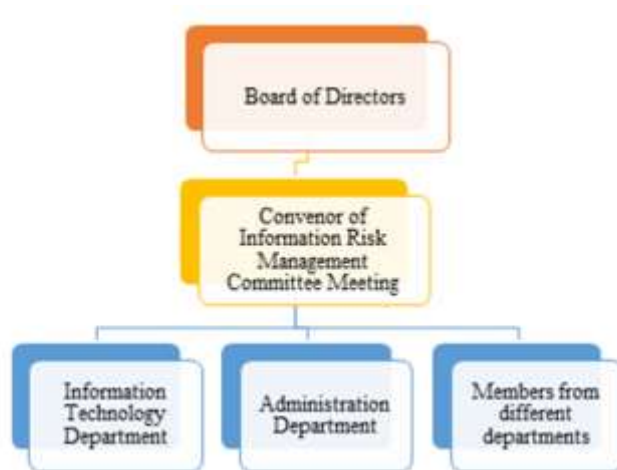 Board of Directors
Convenor of
Information Risk
Management
Committee Meeting
Information
Technology
Department
Administration
Department
Members from
different
departments